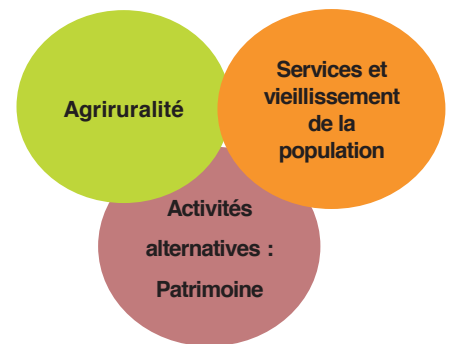 Agriruralité
Services et
vieillissement
de la
population
Activités
alternatives :
Patrimoine